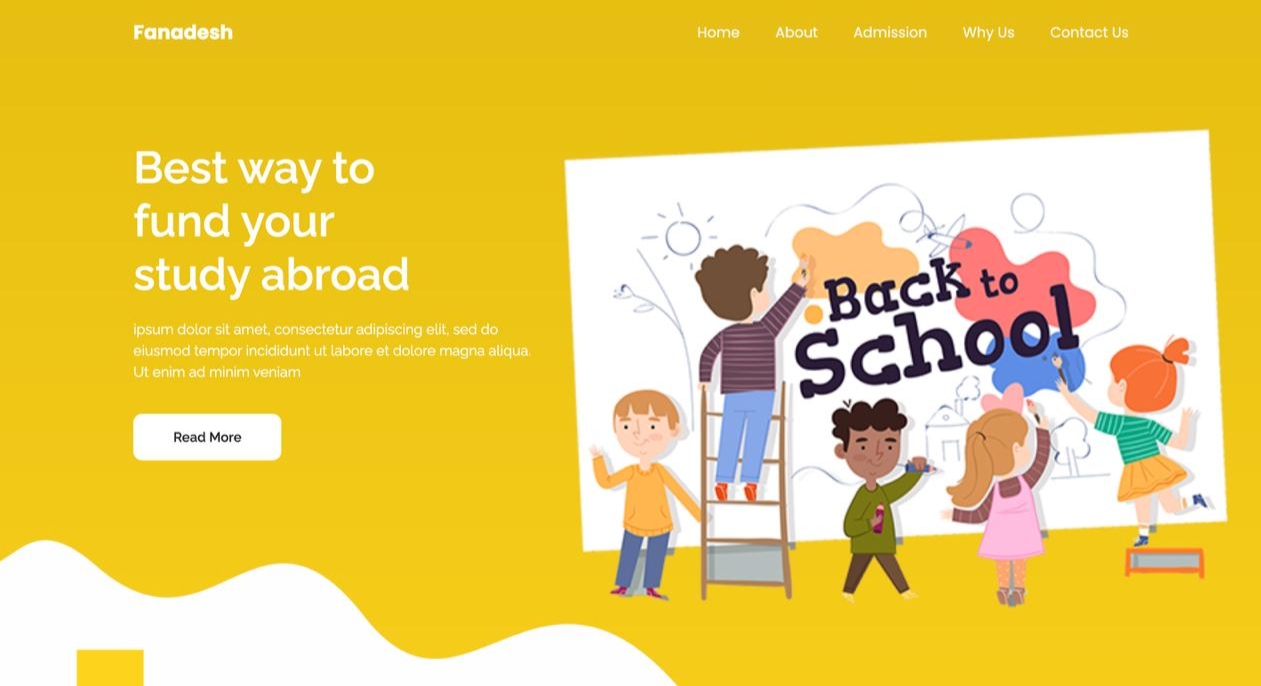 Fanadesh
Home About Admission Why Us Contact Us
Best way to
fund your
study abroad
ipsum dolor sit amet, consectetur adipiscing elit, sed do
eiusmod tempor incididunt ut labore et dolore magna aliqua.
Ut enim ad minim veniam
Read More
Back to
School